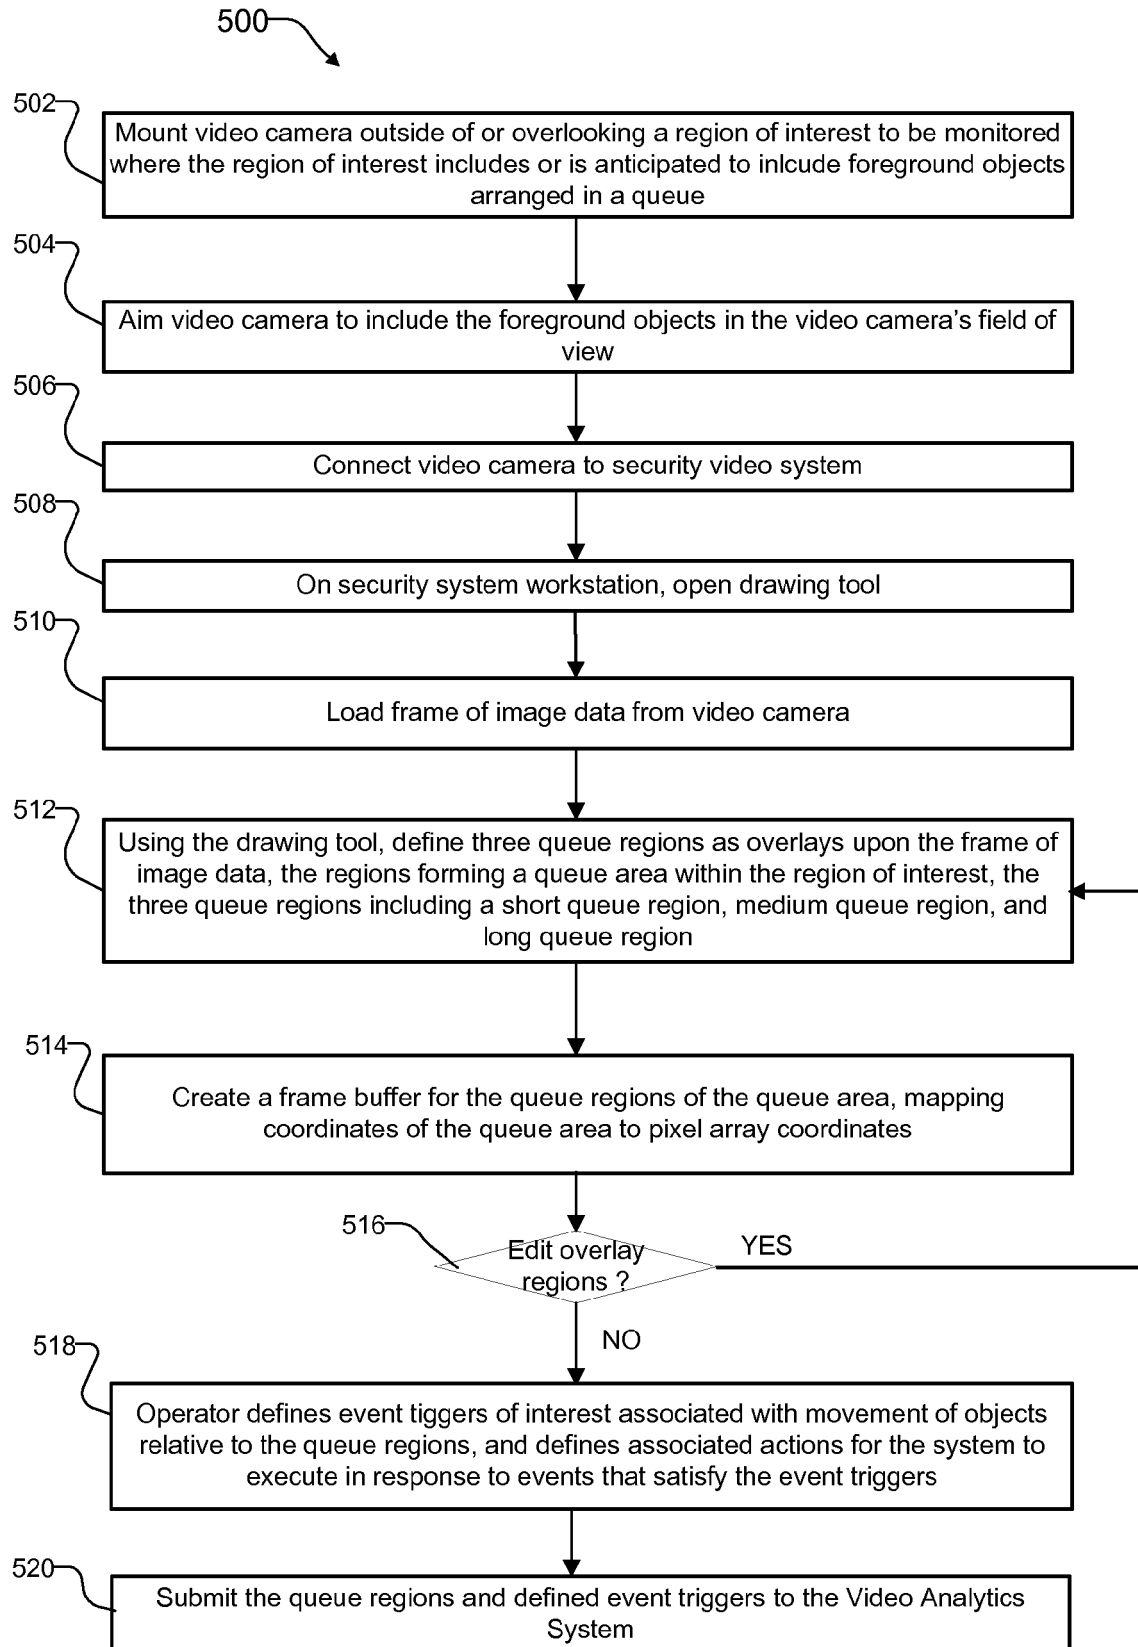 500
502
Mount video camera outside of or overlooking a region of interest to be monitored
where the region of interest includes or is anticipated to inlcude foreground objects
arranged in a queue
504
Aim video camera to include the foreground objects in the video camera's field of
view
506
Connect video camera to security video system
508
On security system workstation, open drawing tool
510
Load frame of image data from video camera
512
Using the drawing tool, define three queue regions as overlays upon the frame of
image data, the regions forming a queue area within the region of interest, the
three queue regions including a short queue region, medium queue region, and
long queue region
514
Create a frame buffer for the queue regions of the queue area, mapping
coordinates of the queue area to pixel array coordinates
516
Edit overlay
regions ?
YES
NO
518
Operator defines event tiggers of interest associated with movement of objects
relative to the queue regions, and defines associated actions for the system to
execute in response to events that satisfy the event triggers
520
Submit the queue regions and defined event triggers to the Video Analytics
System